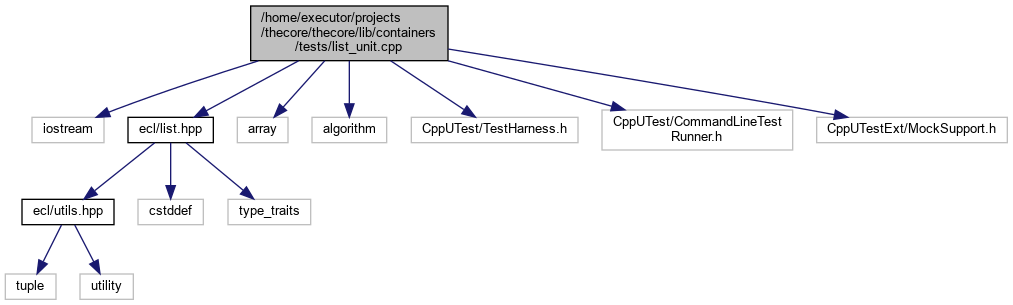 /home/executor/projects
/thecore/thecore/lib/containers
/tests/list_unit.cpp
iostream
ecl/list.hpp
array
algorithm
CppUTest/TestHarness.h
CppUTest/CommandLineTest
Runner.h
CppUTestExt/MockSupport.h
ecl/utils.hpp
cstddef
type_traits
tuple
utility